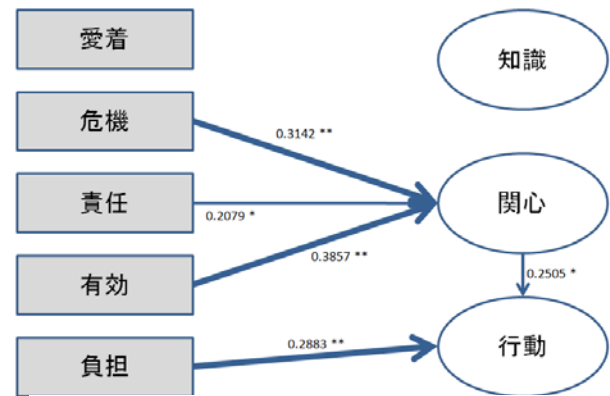 愛着
知識
危機
0.3142 **
責任
関心
0.2079 *
0.3857 **
有効
0.2505 *
0.2883 **
行動
負担